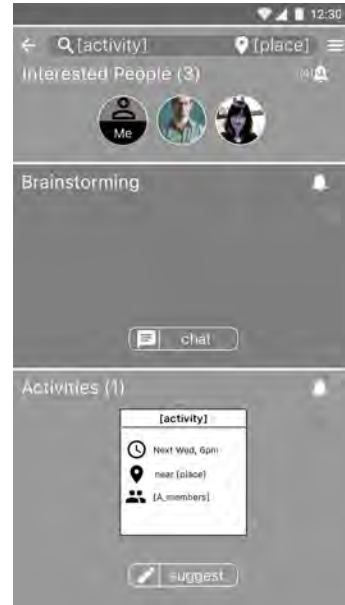 12:30
[activity] [place]
Interested People (3)
Me
Brainstorming
chat
Activities (1)
[activity]
Next Wed, 6pm
near [place]
[A_members]
suggest